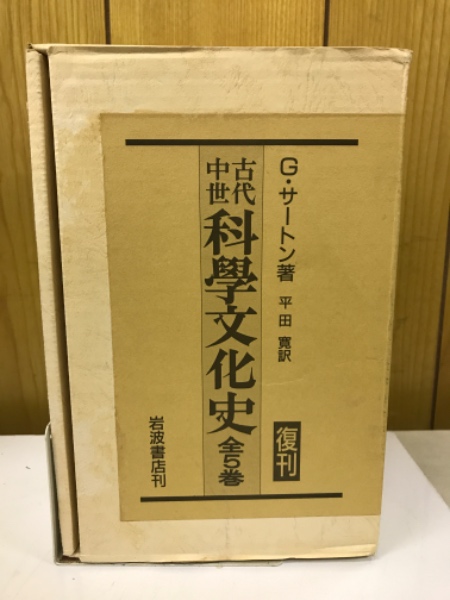 G・サートン著 平田 寛訳
復刊
古代
中世
科學文化史 全5巻
岩波書店刊